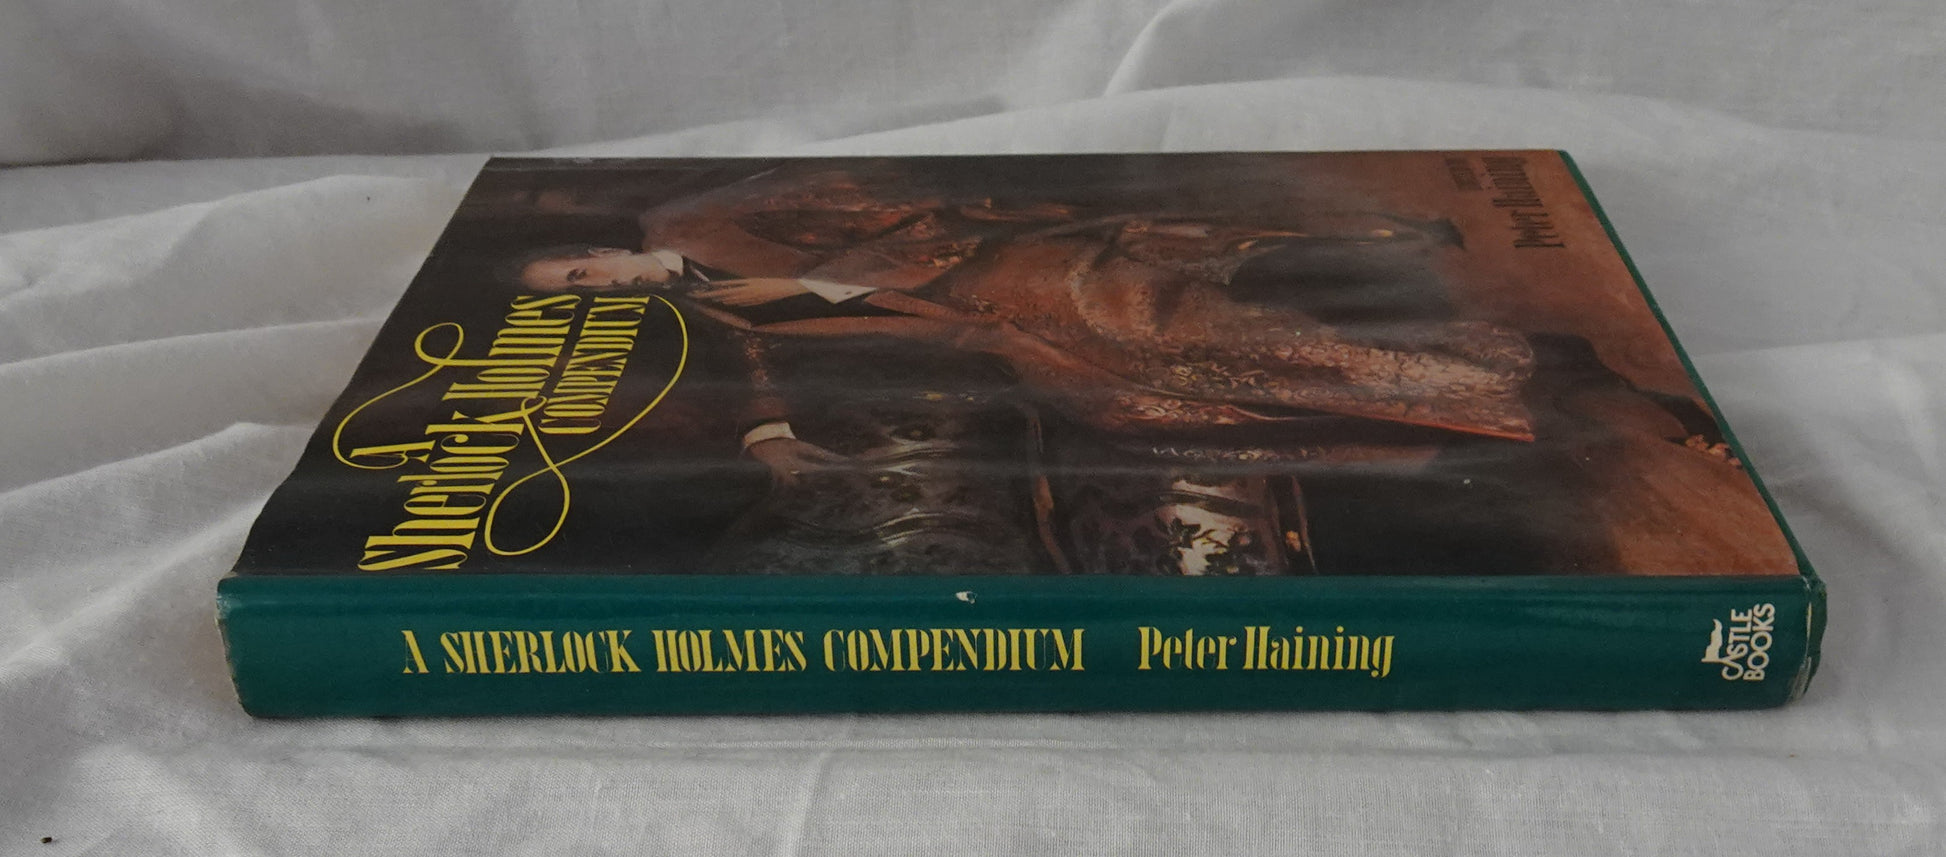 A
Sherlock Holmes
COMPENDIUM
Peter Haining
A SHERLOCK HOLMES COMPENDIUM Peter Haining
CASTLE
BOOKS